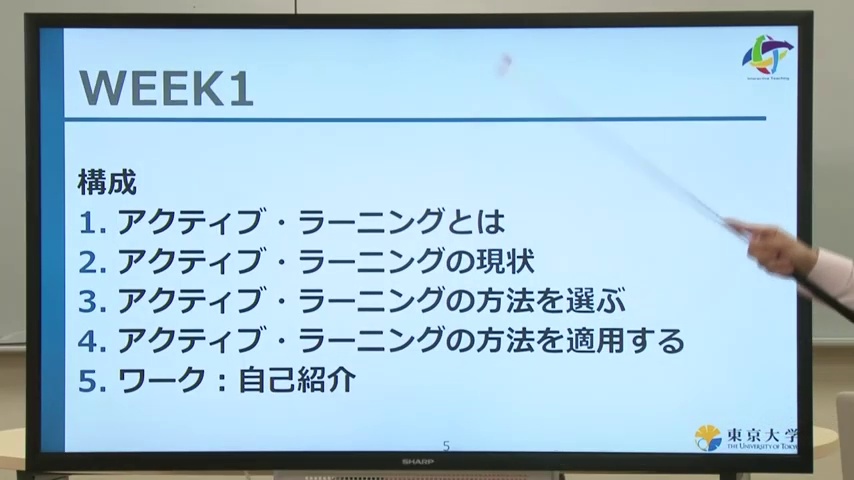 WEEK1
Interactive Teaching
構成
1. アクティブ・ラーニングとは
2. アクティブ・ラーニングの現状
3. アクティブ・ラーニングの方法を選ぶ
4. アクティブ・ラーニングの方法を適用する
5. ワーク：自己紹介
5
東京大学
THE UNIVERSITY OF TOKYO
SHARP